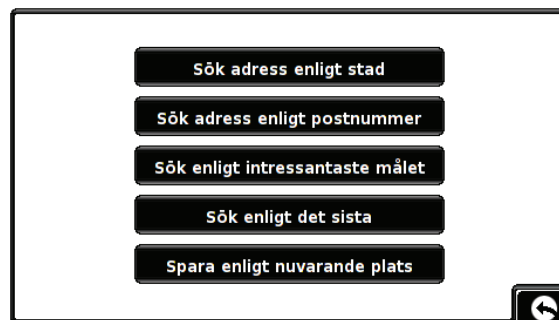 Sök adress enligt stad
Sök adress enligt postnummer
Sök enligt intressantaste målet
Sök enligt det sista
Spara enligt nuvarande plats